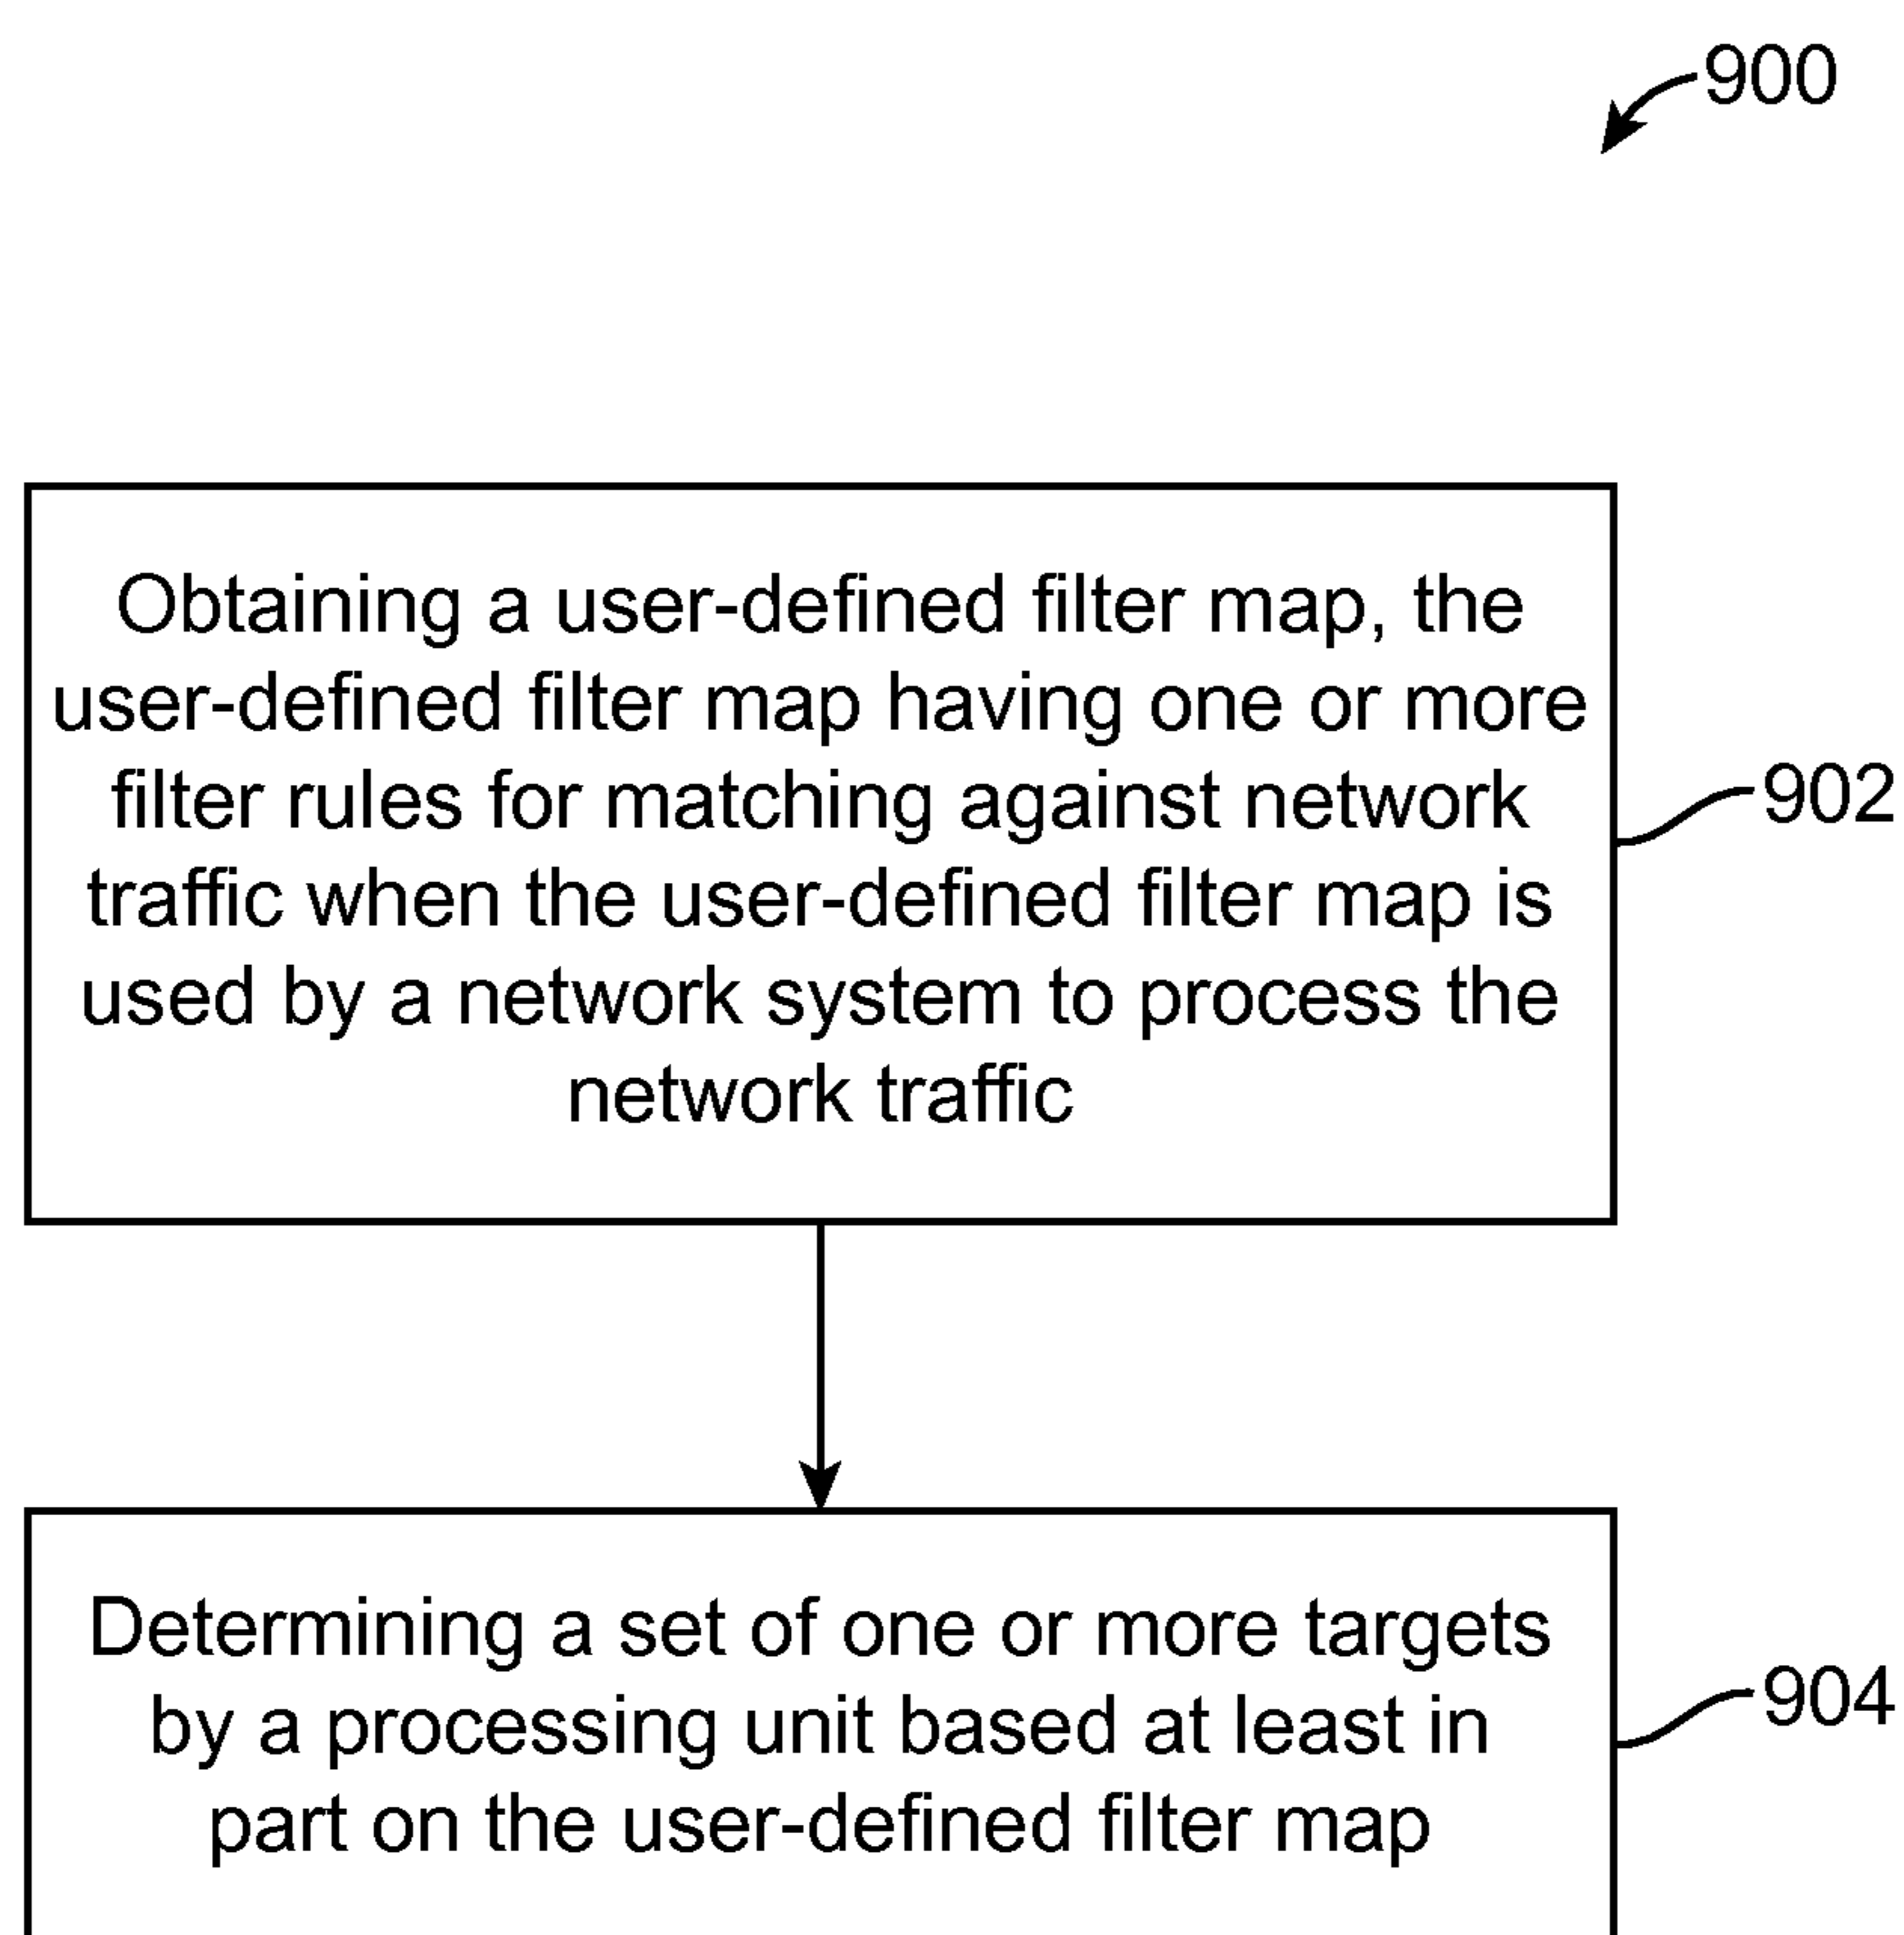 900
Obtaining a user-defined filter map, the
user-defined filter map having one or more
filter rules for matching against network
traffic when the user-defined filter map is
used by a network system to process the
network traffic
902
Determining a set of one or more targets
by a processing unit based at least in
part on the user-defined filter map
904